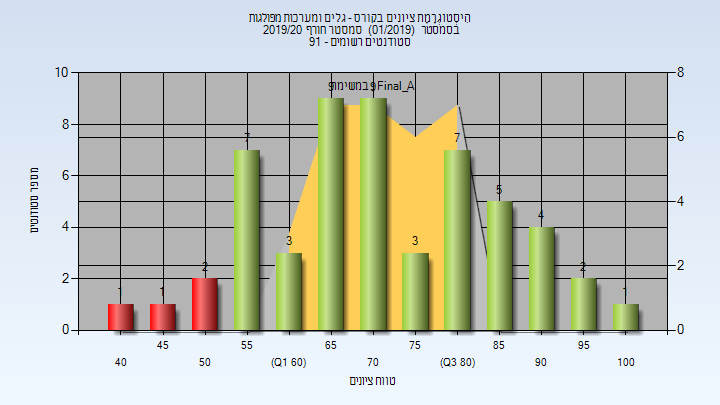 היסטוגרמת ציונים בקורס - גלים ומערכות מפולגות
בסמסטר (01/2019) סמסטר חורף 2019/20
סטודנטים רשומים - 91
Final_A במשימה
10 8
8 6
6 4
4 2
2 0
0
מספר סטודנטים
1 1 2 7 3 9 9 3 7 5 4 2 1
45 55 65 75 85 95
40 50 (Q1 60) 70 (Q3 80) 90 100
טווח ציונים